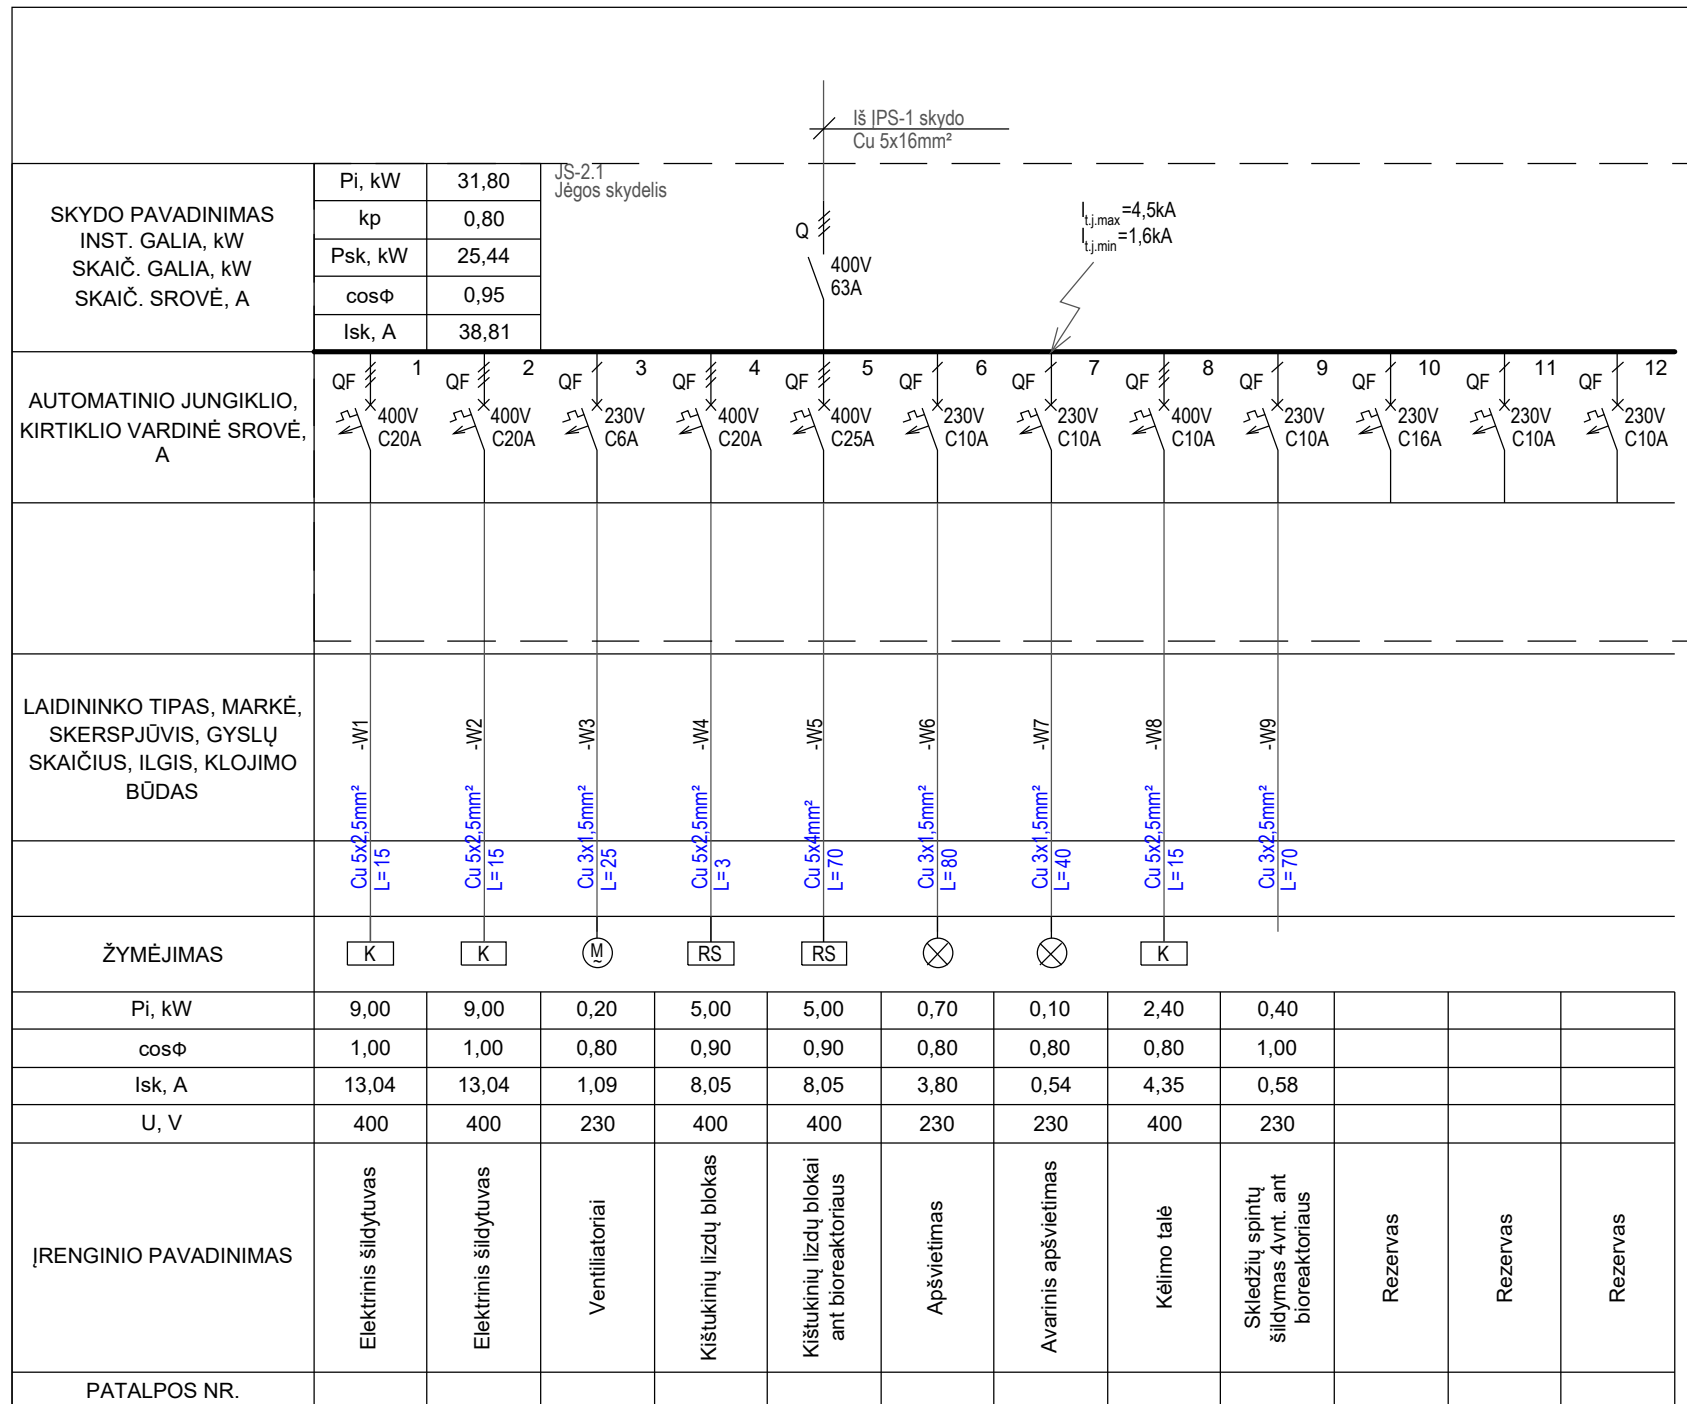 Iš ĮPS-1 skydo
Cu 5x16mm²
SKYDO PAVADINIMAS
INST. GALIA, kW
SKAIČ. GALIA, kW
SKAIČ. SROVĖ, A
Pi, kW 31,80
kp 0,80
Psk, kW 25,44
cosΦ 0,95
Isk, A 38,81
JS-2.1
Jėgos skydelis
Q
400V
63A
It.j.max=4,5kA
It.j.min=1,6kA
AUTOMATINIO JUNGIKLIO,
KIRTIKLIO VARDINĖ SROVĖ,
A
1 2 3 4 5 6 7 8 9 10 11 12
QF QF QF QF QF QF QF QF QF QF QF QF
400V 400V 230V 400V 400V 230V 230V 400V 230V 230V 230V 230V
C20A C20A C6A C20A C25A C10A C10A C10A C10A C16A C10A C10A
LAIDININKO TIPAS, MARKĖ,
SKERSPJŪVIS, GYSLŲ
SKAIČIUS, ILGIS, KLOJIMO
BŪDAS
-W1 -W2 -W3 -W4 -W5 -W6 -W7 -W8 -W9
Cu 5x2,5mm² Cu 5x2,5mm² Cu 3x1,5mm² Cu 5x2,5mm² Cu 5x4mm² Cu 3x1,5mm² Cu 3x1,5mm² Cu 5x2,5mm² Cu 3x2,5mm²
L=15 L=15 L=25 L=3 L=70 L=80 L=40 L=15 L=70
ŽYMĖJIMAS K K M~ RS RS K
Pi, kW 9,00 9,00 0,20 5,00 5,00 0,70 0,10 2,40 0,40
cosΦ 1,00 1,00 0,80 0,90 0,90 0,80 0,80 0,80 1,00
Isk, A 13,04 13,04 1,09 8,05 8,05 3,80 0,54 4,35 0,58
U, V 400 400 230 400 400 230 230 400 230
ĮRENGINIO PAVADINIMAS
Elektrinis šildytuvas
Elektrinis šildytuvas
Ventiliatoriai
Kištukinių lizdų blokas
Kištukinių lizdų blokai
ant bioreaktoriaus
Apšvietimas
Avarinis apšvietimas
Kėlimo talė
Skledžių spintų
šildymas 4vnt. ant
bioreaktoriaus
Rezervas
Rezervas
Rezervas
PATALPOS NR.